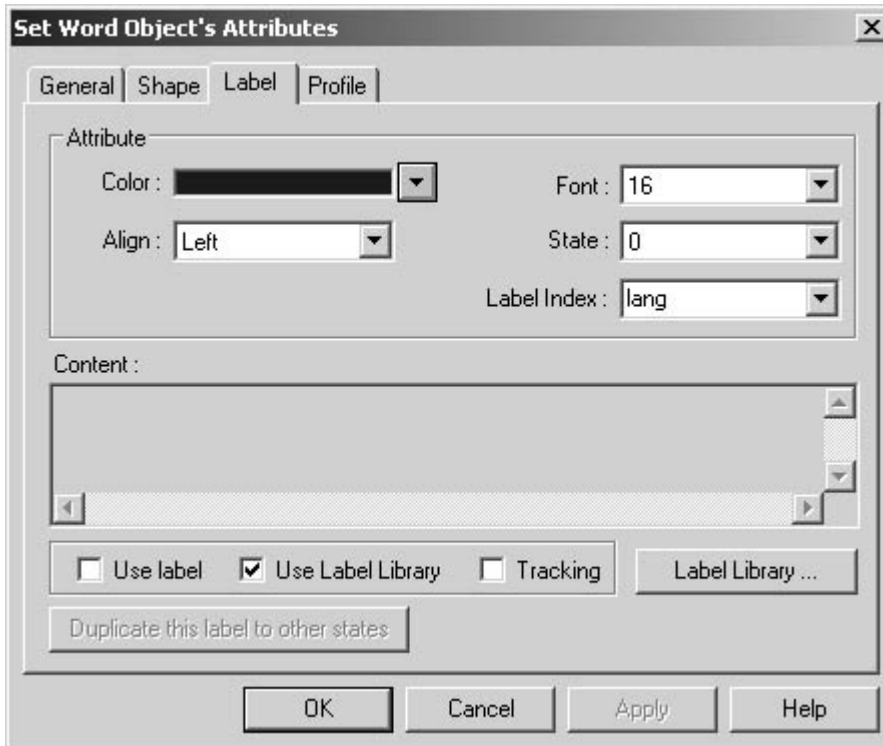 Set Word Object's Attributes
General Shape Label Profile
Attribute
Color : Font : 16
Align : Left State : 0
Label Index : lang
Content :
Use label Use Label Library Tracking Label Library ...
Duplicate this label to other states
OK Cancel Apply Help